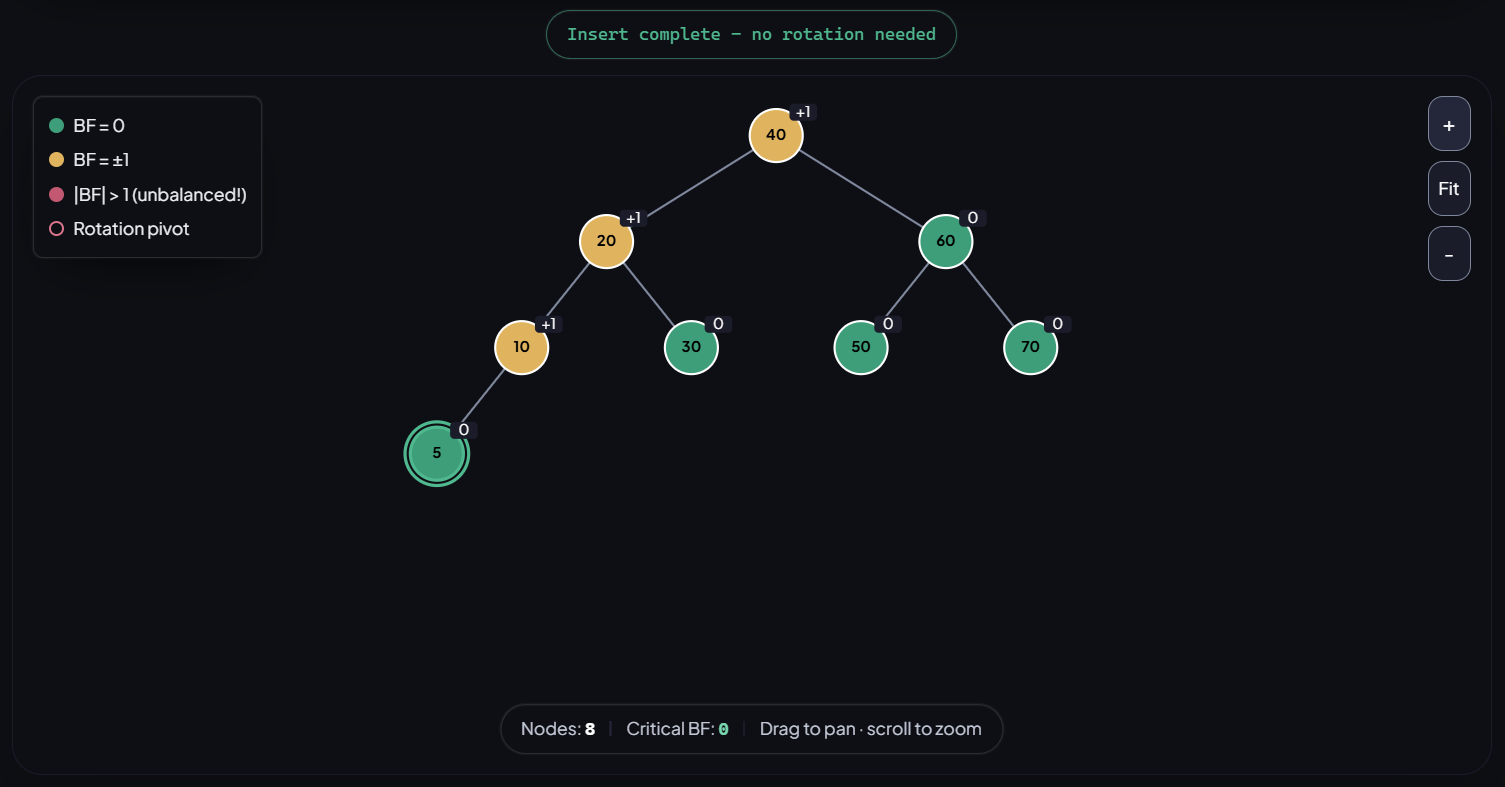 Insert complete – no rotation needed
BF = 0
BF = ±1
|BF| > 1 (unbalanced!)
Rotation pivot
+
Fit
-
+1
40
+1
20
0
60
+1
10
0
30
0
50
0
70
0
5
Nodes: 8 | Critical BF: 0 | Drag to pan · scroll to zoom